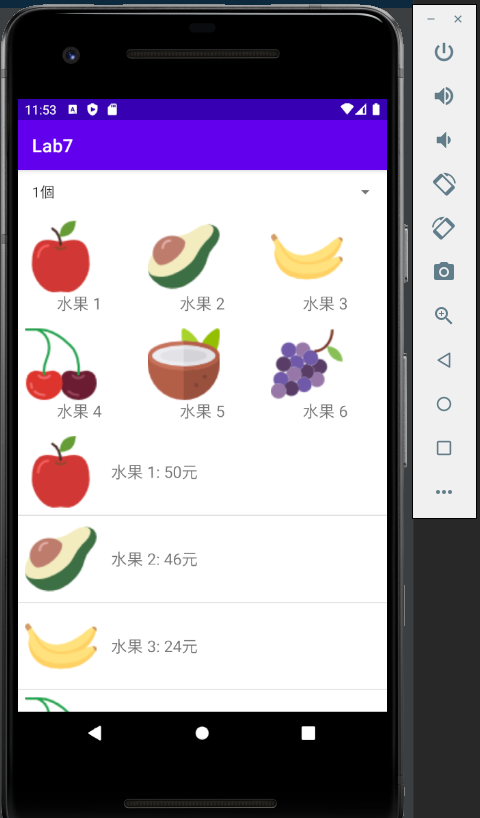 11:53
Lab7
1個
水果 1
水果 2
水果 3
水果 4
水果 5
水果 6
水果 1: 50元
水果 2: 46元
水果 3: 24元